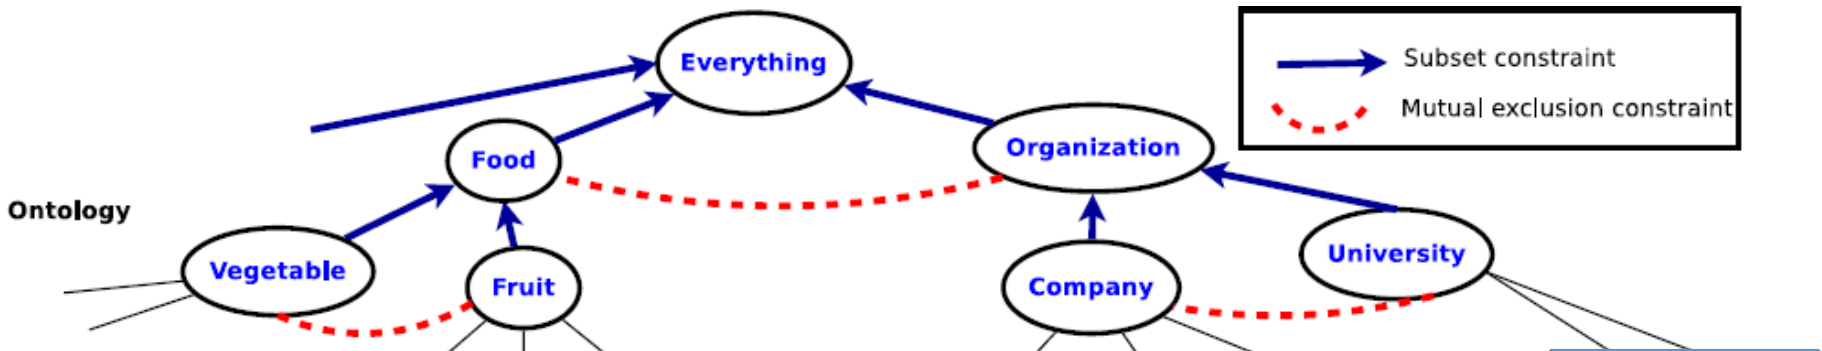 Everything
Subset constraint
Mutual exclusion constraint
Food
Organization
Ontology
Vegetable
Fruit
Company
University